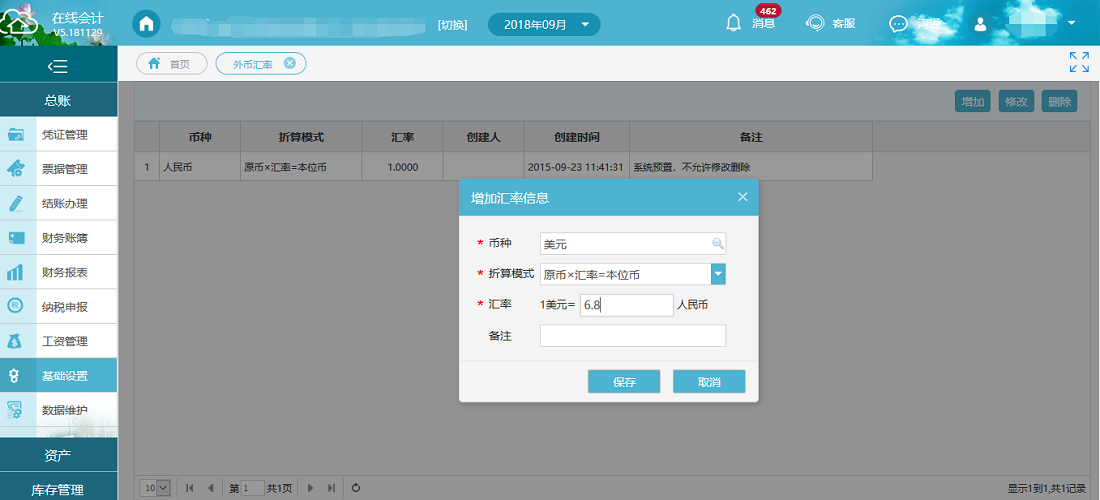 在线会计
V5.181129
[切换]
2018年09月
462
消息
客服
沟通
首页
外币汇率
总账
凭证管理
票据管理
结账办理
财务账簿
财务报表
纳税申报
工资管理
基础设置
数据维护
资产
库存管理
增加 修改 删除
币种 折算模式 汇率 创建人 创建时间 备注
1 人民币 原币×汇率=本位币 1.0000 2015-09-23 11:41:31 系统预置，不允许修改删除
增加汇率信息
* 币种 美元
* 折算模式 原币×汇率=本位币
* 汇率 1美元= 6.8 人民币
备注
保存 取消
10 第 1 共1页 显示1到1,共1记录